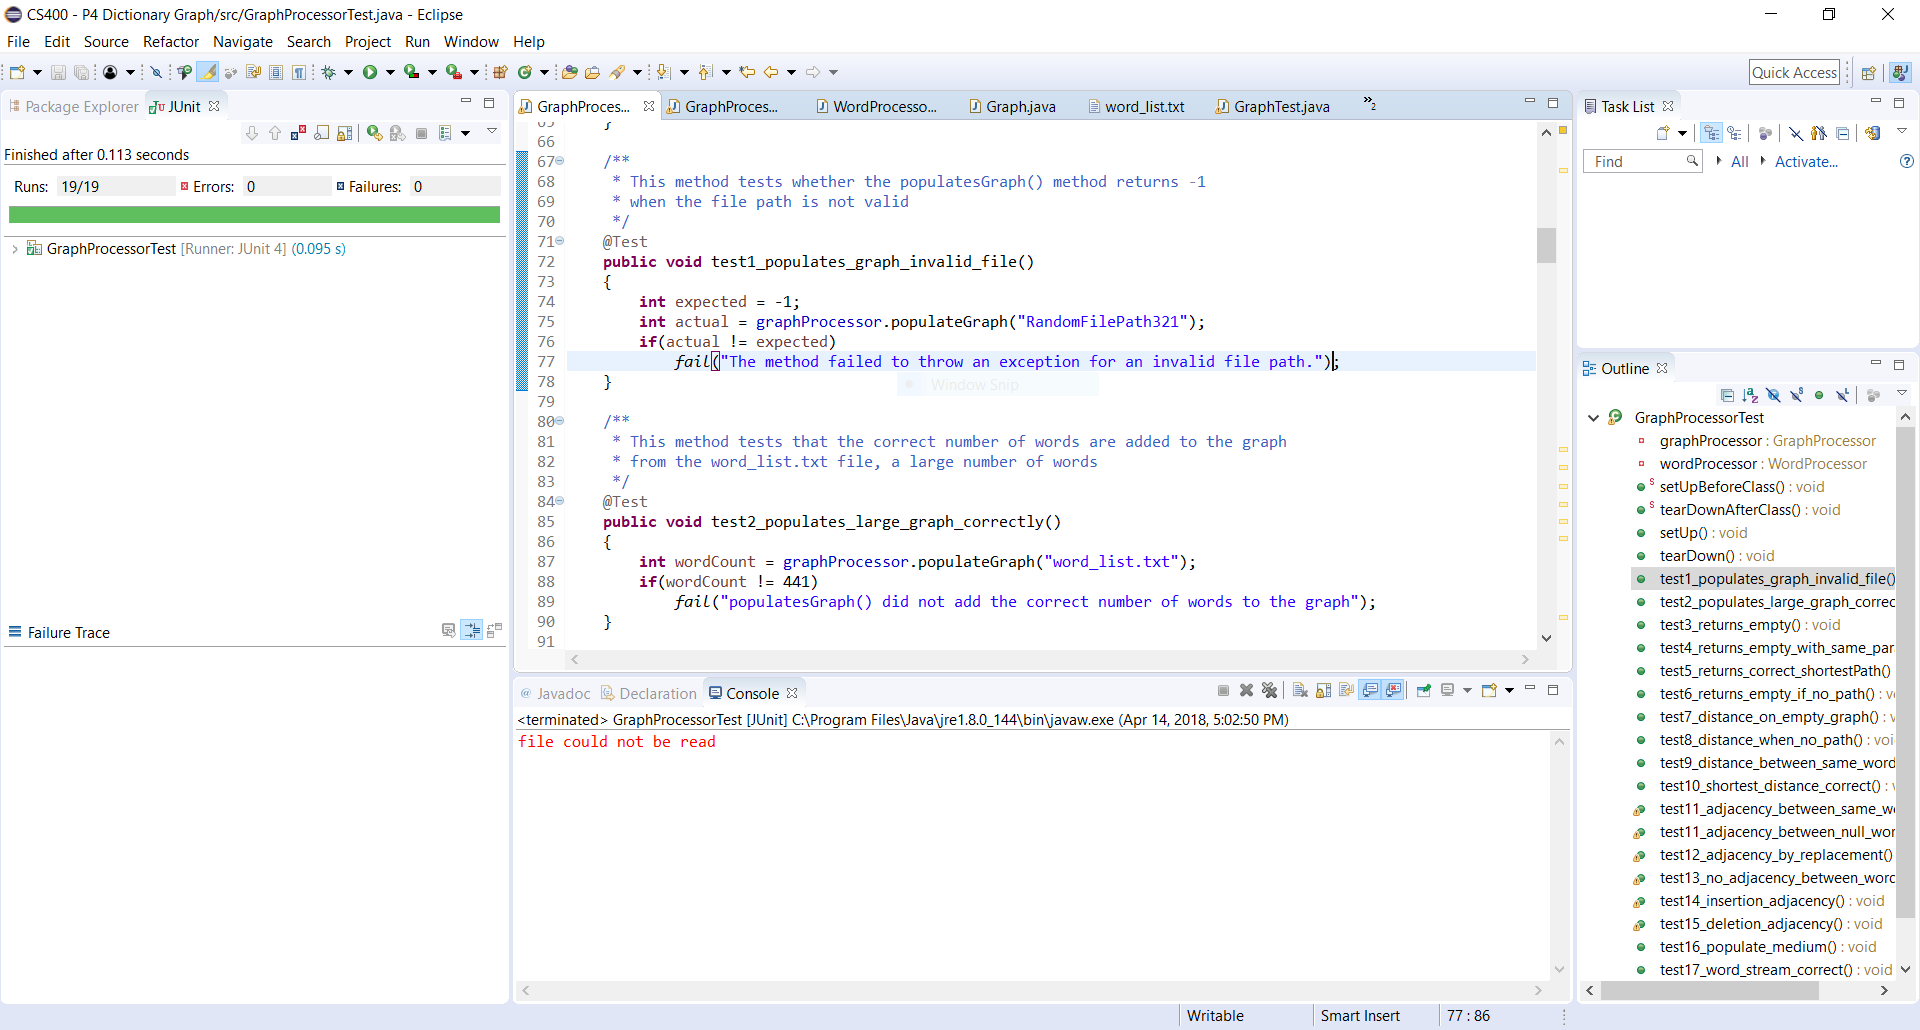 CS400 - P4 Dictionary Graph/src/GraphProcessorTest.java - Eclipse
File Edit Source Refactor Navigate Search Project Run Window Help
Quick Access
Package Explorer JUnit
Finished after 0.113 seconds
Runs: 19/19 Errors: 0 Failures: 0
GraphProcessorTest [Runner: JUnit 4] (0.095 s)
Failure Trace
GraphProces... GraphProces... WordProcesso... Graph.java word_list.txt GraphTest.java »2
65 }
66
67 /**
68 * This method tests whether the populatesGraph() method returns -1
69 * when the file path is not valid
70 */
71 @Test
72 public void test1_populates_graph_invalid_file()
73 {
74 int expected = -1;
75 int actual = graphProcessor.populateGraph("RandomFilePath321");
76 if(actual != expected)
77 fail("The method failed to throw an exception for an invalid file path.");
Window Snip
78 }
79
80 /**
81 * This method tests that the correct number of words are added to the graph
82 * from the word_list.txt file, a large number of words
83 */
84 @Test
85 public void test2_populates_large_graph_correctly()
86 {
87 int wordCount = graphProcessor.populateGraph("word_list.txt");
88 if(wordCount != 441)
89 fail("populatesGraph() did not add the correct number of words to the graph");
90 }
91
@ Javadoc Declaration Console
<terminated> GraphProcessorTest [JUnit] C:\Program Files\Java\jre1.8.0_144\bin\javaw.exe (Apr 14, 2018, 5:02:50 PM)
file could not be read
Task List
Find All Activate...
Outline
GraphProcessorTest
graphProcessor : GraphProcessor
wordProcessor : WordProcessor
setUpBeforeClass() : void
tearDownAfterClass() : void
setUp() : void
tearDown() : void
test1_populates_graph_invalid_file()
test2_populates_large_graph_correc
test3_returns_empty() : void
test4_returns_empty_with_same_par
test5_returns_correct_shortestPath()
test6_returns_empty_if_no_path() : v
test7_distance_on_empty_graph() : v
test8_distance_when_no_path() : voi
test9_distance_between_same_word
test10_shortest_distance_correct() : v
test11_adjacency_between_same_w
test11_adjacency_between_null_wor
test12_adjacency_by_replacement()
test13_no_adjacency_between_word
test14_insertion_adjacency() : void
test15_deletion_adjacency() : void
test16_populate_medium() : void
test17_word_stream_correct() : void
Writable Smart Insert 77 : 86